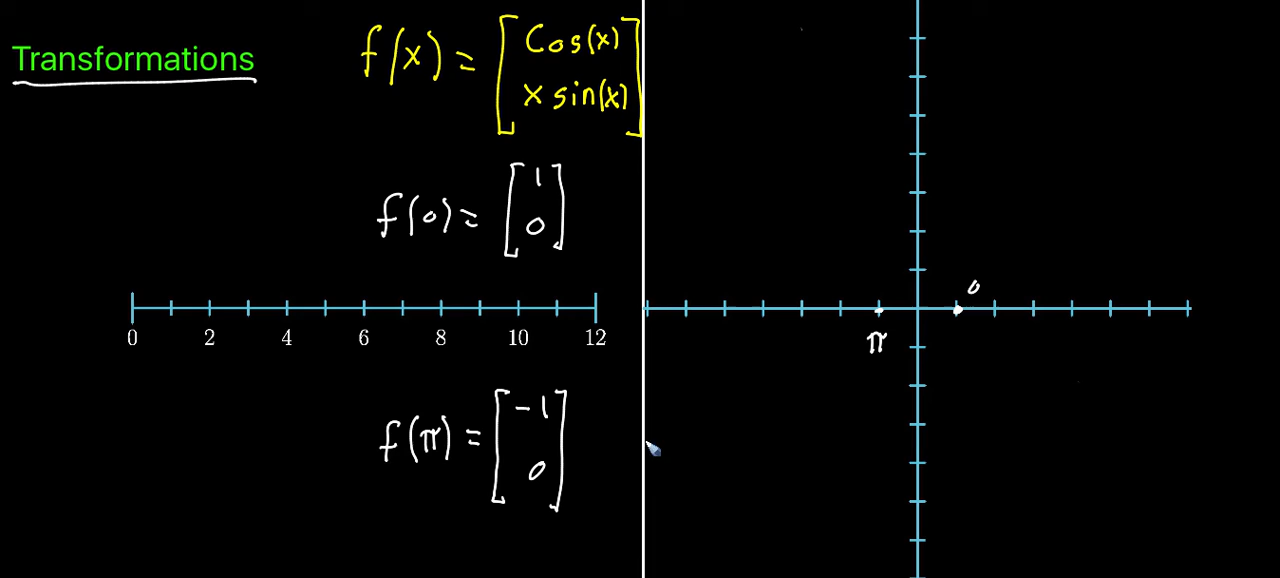 Transformations
f(x) = [cos(x)
x sin(x)]
f(0) = [1
0]
0 2 4 6 8 10 12
f(π) = [-1
0]
0
π